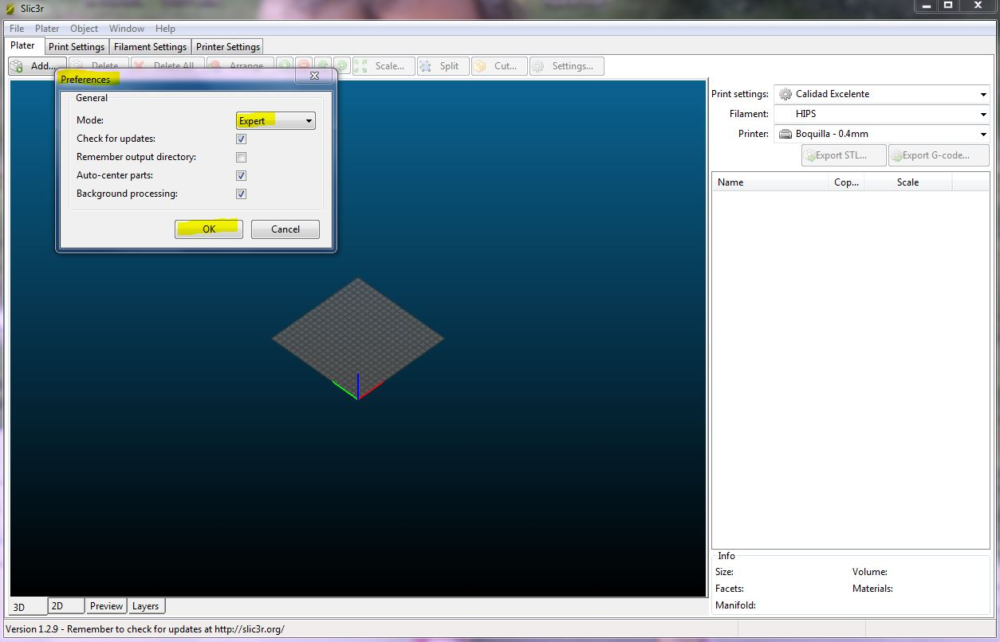 Slic3r
File Plater Object Window Help
Plater Print Settings Filament Settings Printer Settings
Add... Delete Delete All Arrange Scale... Split Cut... Settings...
Preferences
General
Mode: Expert
Check for updates:
Remember output directory:
Auto-center parts:
Background processing:
OK Cancel
Print settings: Calidad Excelente
Filament: HIPS
Printer: Boquilla - 0.4mm
Export STL... Export G-code...
Name Cop... Scale
Info
Size: Volume:
Facets: Materials:
Manifold:
3D 2D Preview Layers
Version 1.2.9 - Remember to check for updates at http://slic3r.org/